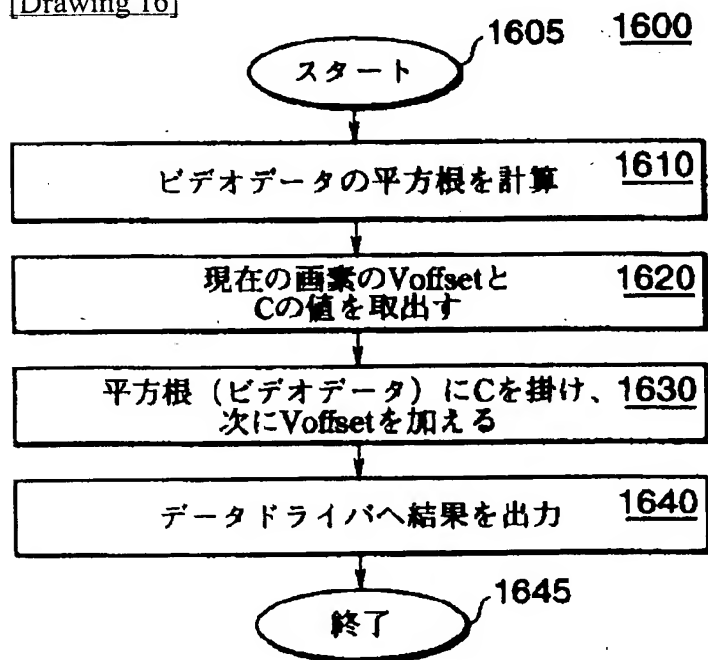 [Drawing 16]
1605 1600
スタート
ビデオデータの平方根を計算 1610
現在の画素のVoffsetと 1620
Cの値を取出す
平方根（ビデオデータ）にCを掛け、 1630
次にVoffsetを加える
データドライバへ結果を出力 1640
1645
終了